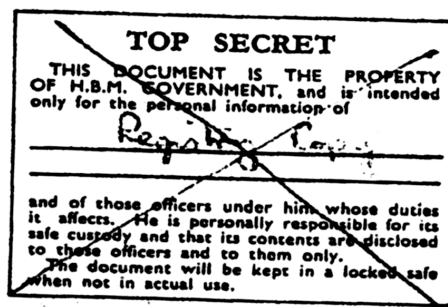 TOP SECRET
THIS DOCUMENT IS THE PROPERTY
OF H.B.M. GOVERNMENT, and is intended
only for the personal information of
Registry Copy
and of those officers under him whose duties
it affects. He is personally responsible for its
safe custody and that its contents are disclosed
to those officers and to them only.
The document will be kept in a locked safe
when not in actual use.